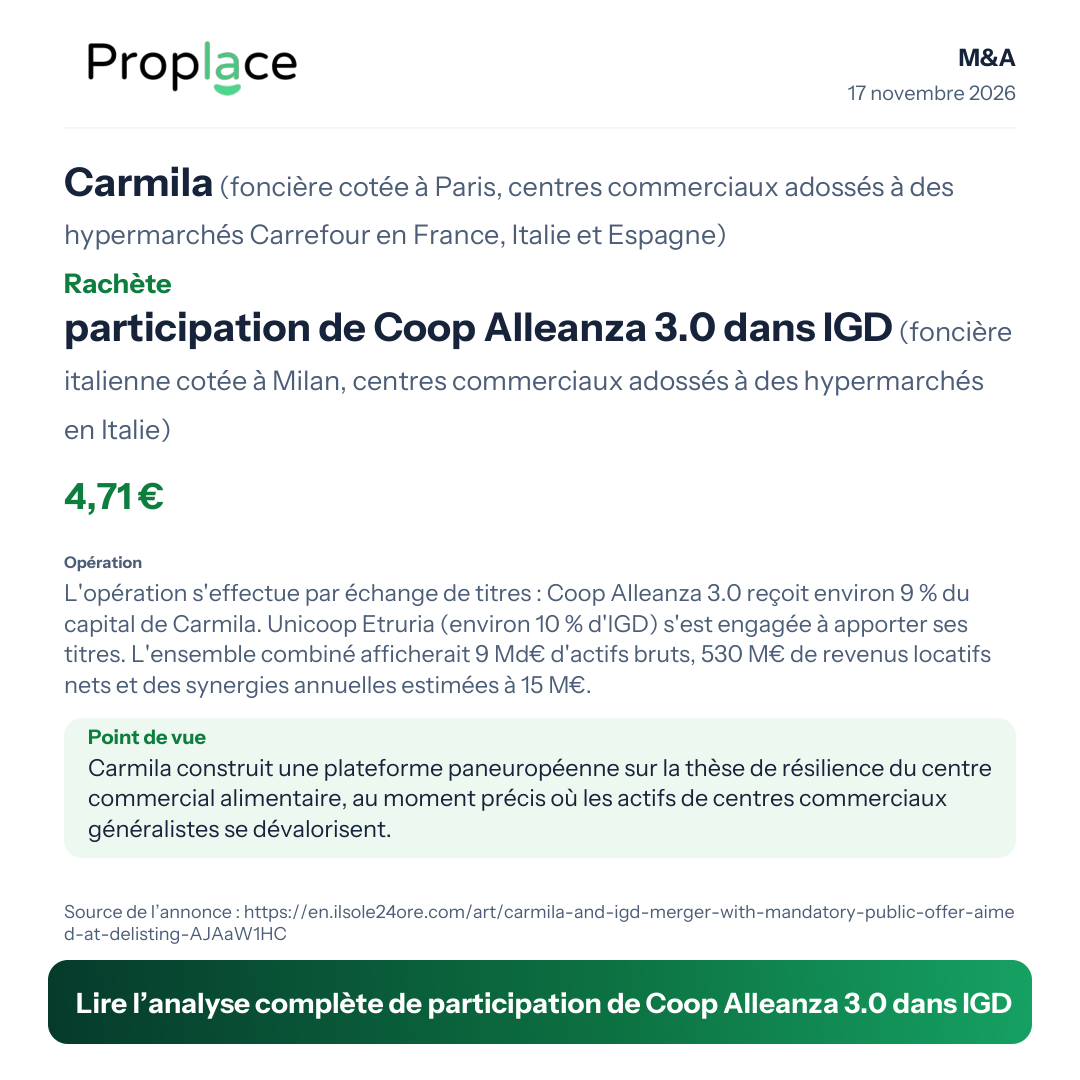 Proplace
M&A
17 novembre 2026
Carmila (foncière cotée à Paris, centres commerciaux adossés à des
hypermarchés Carrefour en France, Italie et Espagne)
Rachète
participation de Coop Alleanza 3.0 dans IGD (foncière
italienne cotée à Milan, centres commerciaux adossés à des hypermarchés
en Italie)
4,71 €
Opération
L'opération s'effectue par échange de titres : Coop Alleanza 3.0 reçoit environ 9 % du
capital de Carmila. Unicoop Etruria (environ 10 % d'IGD) s'est engagée à apporter ses
titres. L'ensemble combiné afficherait 9 Md€ d'actifs bruts, 530 M€ de revenus locatifs
nets et des synergies annuelles estimées à 15 M€.
Point de vue
Carmila construit une plateforme paneuropéenne sur la thèse de résilience du centre
commercial alimentaire, au moment précis où les actifs de centres commerciaux
généralistes se dévalorisent.
Source de l’annonce : https://en.ilsole24ore.com/art/carmila-and-igd-merger-with-mandatory-public-offer-aime
d-at-delisting-AJAaW1HC
Lire l’analyse complète de participation de Coop Alleanza 3.0 dans IGD